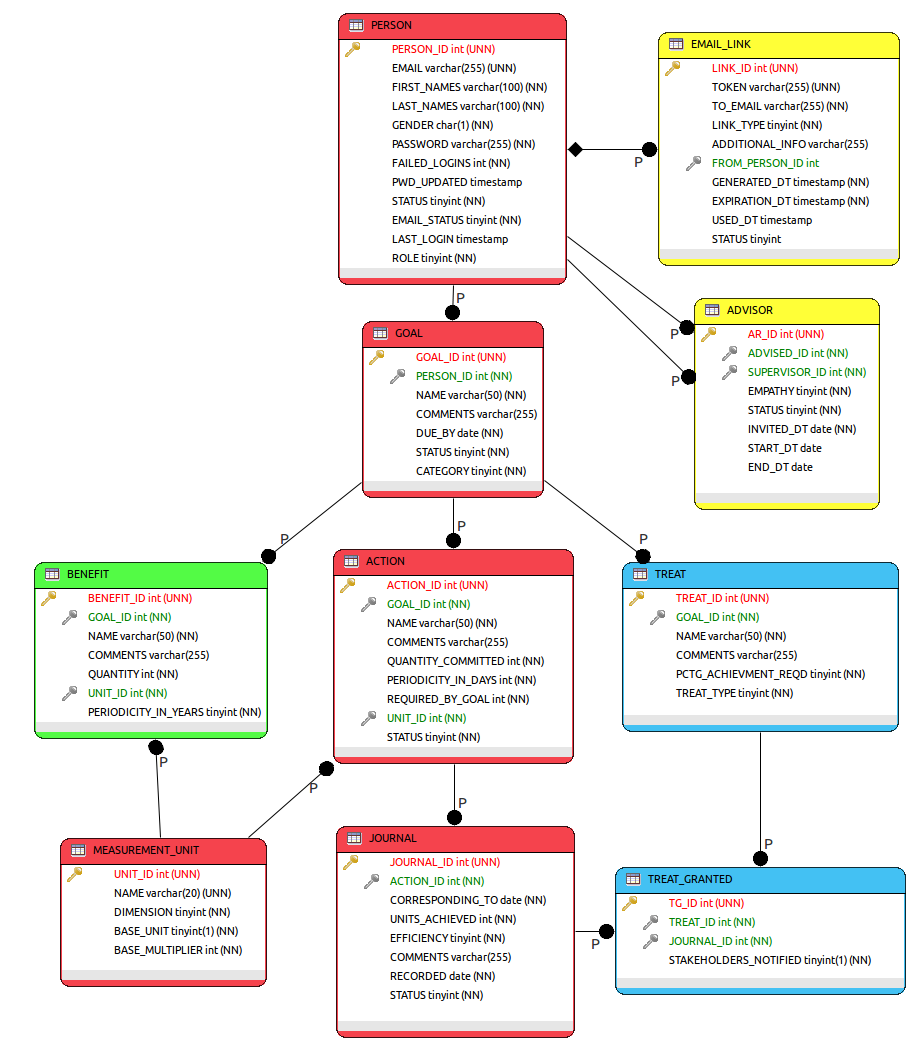 PERSON
PERSON_ID int (UNN)
EMAIL varchar(255) (UNN)
FIRST_NAMES varchar(100) (NN)
LAST_NAMES varchar(100) (NN)
GENDER char(1) (NN)
PASSWORD varchar(255) (NN)
FAILED_LOGINS int (NN)
PWD_UPDATED timestamp
STATUS tinyint (NN)
EMAIL_STATUS tinyint (NN)
LAST_LOGIN timestamp
ROLE tinyint (NN)
EMAIL_LINK
LINK_ID int (UNN)
TOKEN varchar(255) (UNN)
TO_EMAIL varchar(255) (NN)
LINK_TYPE tinyint (NN)
ADDITIONAL_INFO varchar(255)
FROM_PERSON_ID int
GENERATED_DT timestamp (NN)
EXPIRATION_DT timestamp (NN)
USED_DT timestamp
STATUS tinyint
P
P
P
P
ADVISOR
AR_ID int (UNN)
ADVISED_ID int (NN)
SUPERVISOR_ID int (NN)
EMPATHY tinyint (NN)
STATUS tinyint (NN)
INVITED_DT date (NN)
START_DT date
END_DT date
GOAL
GOAL_ID int (UNN)
PERSON_ID int (NN)
NAME varchar(50) (NN)
COMMENTS varchar(255)
DUE_BY date (NN)
STATUS tinyint (NN)
CATEGORY tinyint (NN)
P
P
P
BENEFIT
BENEFIT_ID int (UNN)
GOAL_ID int (NN)
NAME varchar(50) (NN)
COMMENTS varchar(255)
QUANTITY int (NN)
UNIT_ID int (NN)
PERIODICITY_IN_YEARS tinyint (NN)
ACTION
ACTION_ID int (UNN)
GOAL_ID int (NN)
NAME varchar(50) (NN)
COMMENTS varchar(255)
QUANTITY_COMMITTED int (NN)
PERIODICITY_IN_DAYS int (NN)
REQUIRED_BY_GOAL int (NN)
UNIT_ID int (NN)
STATUS tinyint (NN)
TREAT
TREAT_ID int (UNN)
GOAL_ID int (NN)
NAME varchar(50) (NN)
COMMENTS varchar(255)
PCTG_ACHIEVMENT_REQD tinyint (NN)
TREAT_TYPE tinyint (NN)
P
P
P
P
MEASUREMENT_UNIT
UNIT_ID int (UNN)
NAME varchar(20) (UNN)
DIMENSION tinyint (NN)
BASE_UNIT tinyint(1) (NN)
BASE_MULTIPLIER int (NN)
JOURNAL
JOURNAL_ID int (UNN)
ACTION_ID int (NN)
CORRESPONDING_TO date (NN)
UNITS_ACHIEVED int (NN)
EFFICIENCY tinyint (NN)
COMMENTS varchar(255)
RECORDED date (NN)
STATUS tinyint (NN)
P
TREAT_GRANTED
TG_ID int (UNN)
TREAT_ID int (NN)
JOURNAL_ID int (NN)
STAKEHOLDERS_NOTIFIED tinyint(1) (NN)